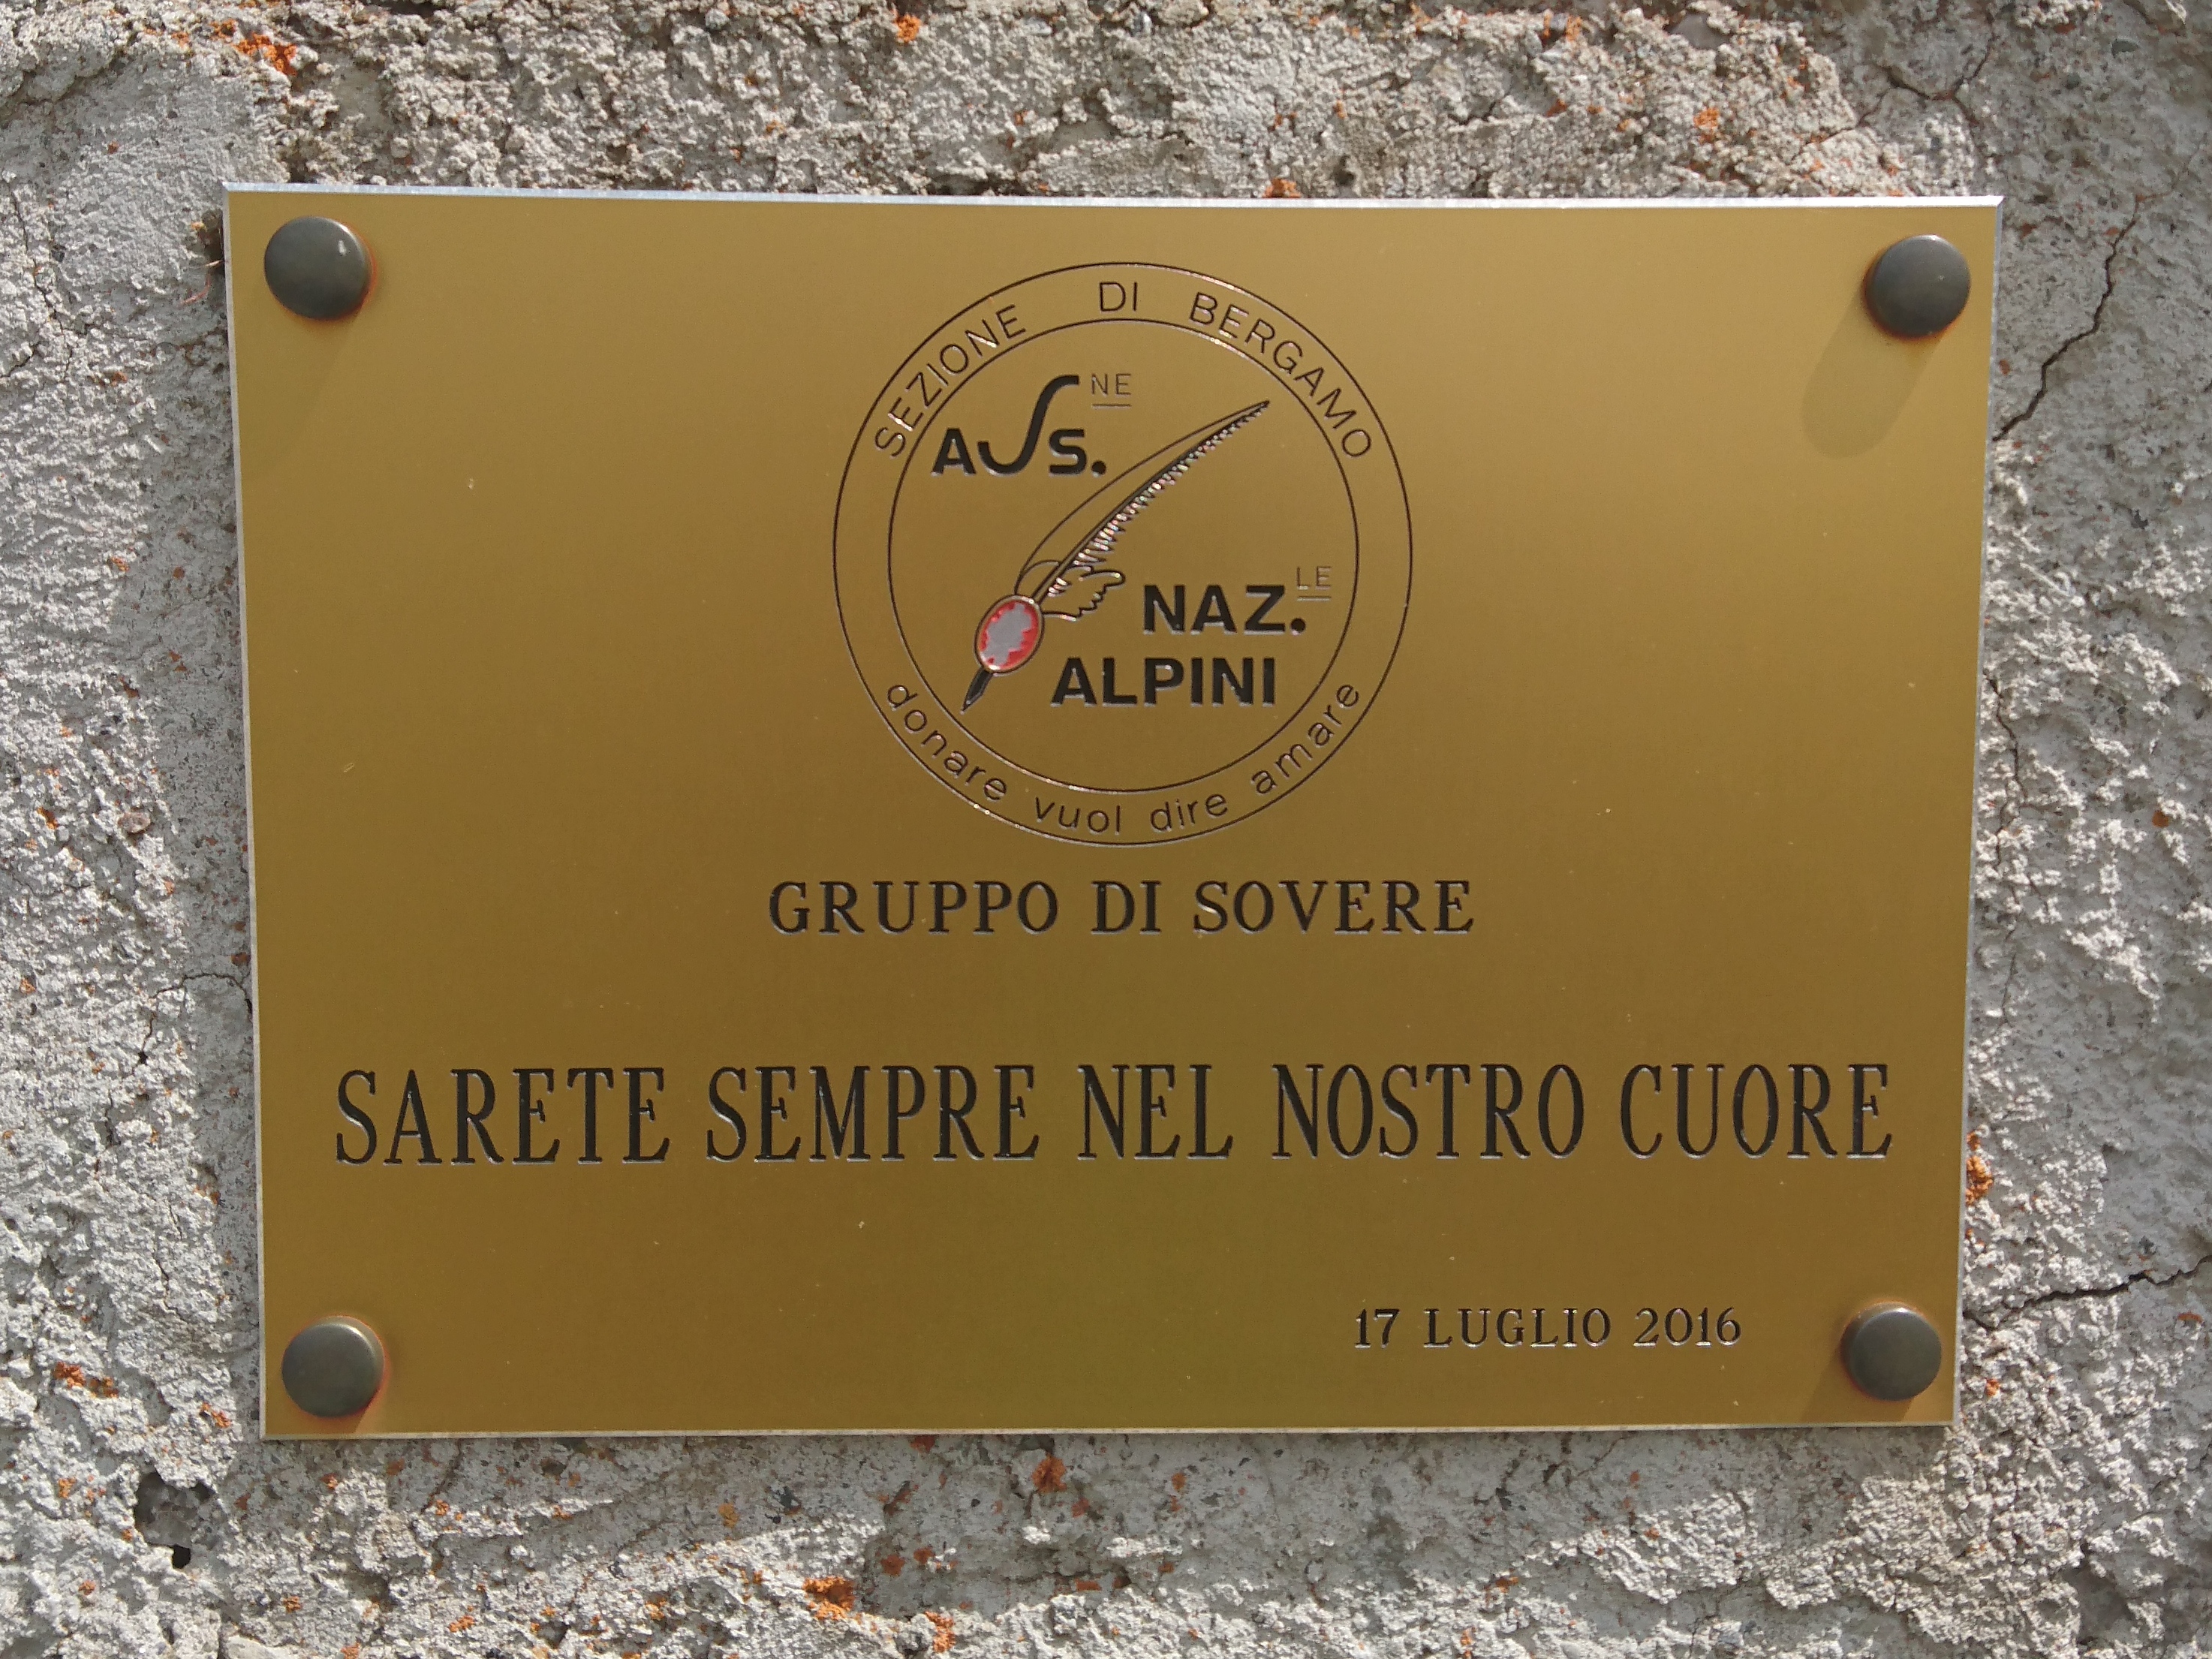 SEZIONE DI BERGAMO
ASS.NE
NAZ.LE
ALPINI
donare vuol dire amare
GRUPPO DI SOVERE
SARETE SEMPRE NEL NOSTRO CUORE
17 LUGLIO 2016